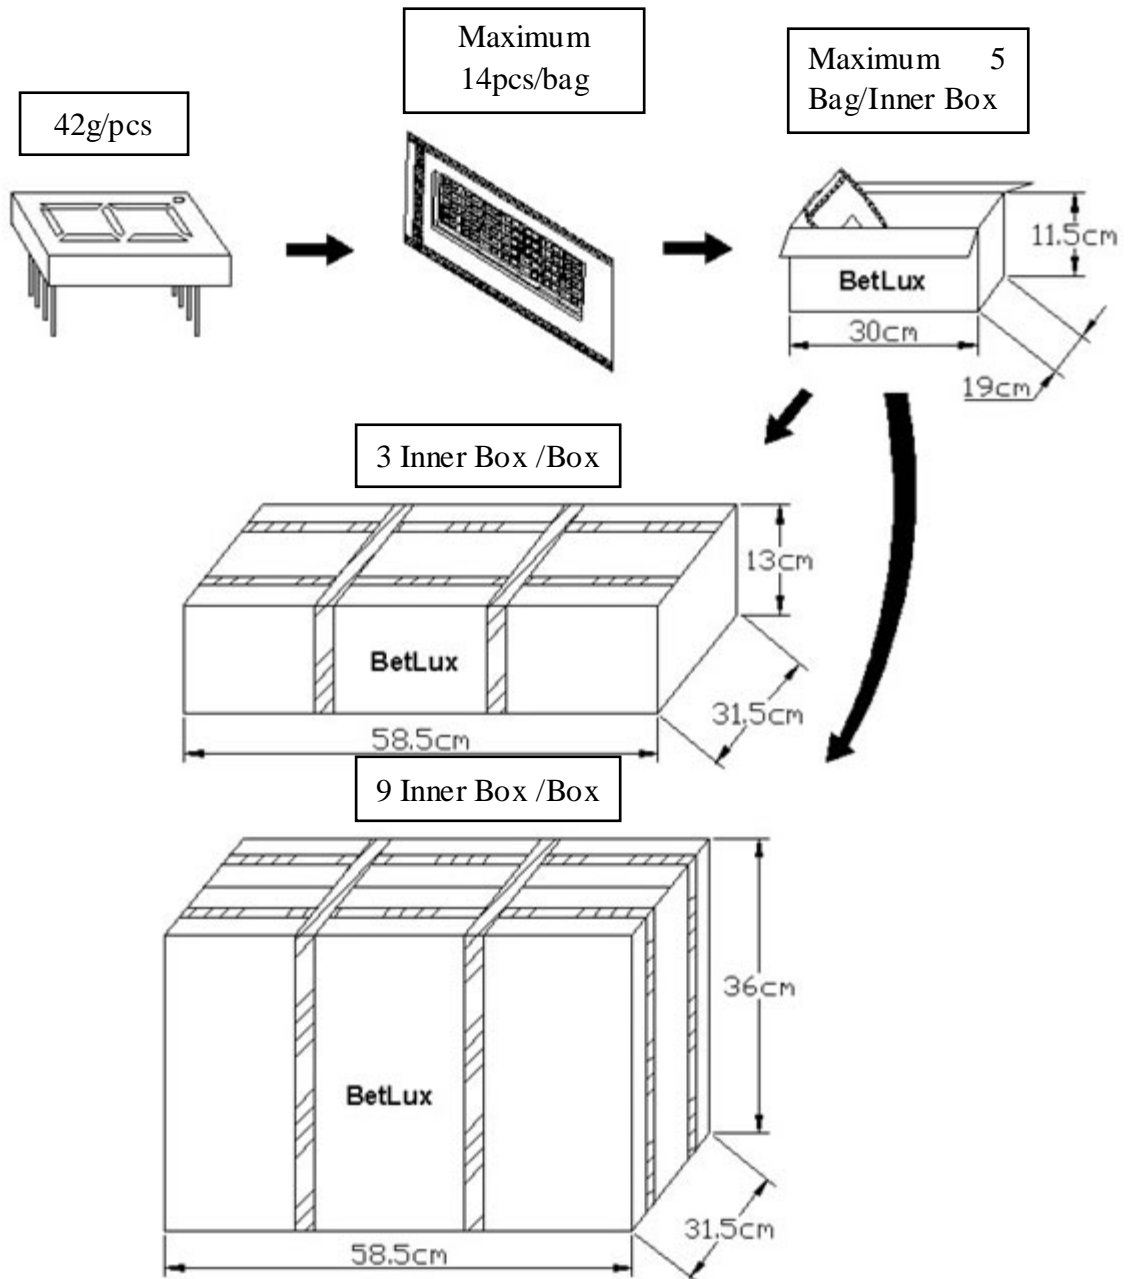 42g/pcs
Maximum
14pcs/bag
Maximum 5
Bag/Inner Box
11.5cm
BetLux
30cm
19cm
3 Inner Box /Box
13cm
BetLux
31.5cm
58.5cm
9 Inner Box /Box
36cm
BetLux
31.5cm
58.5cm